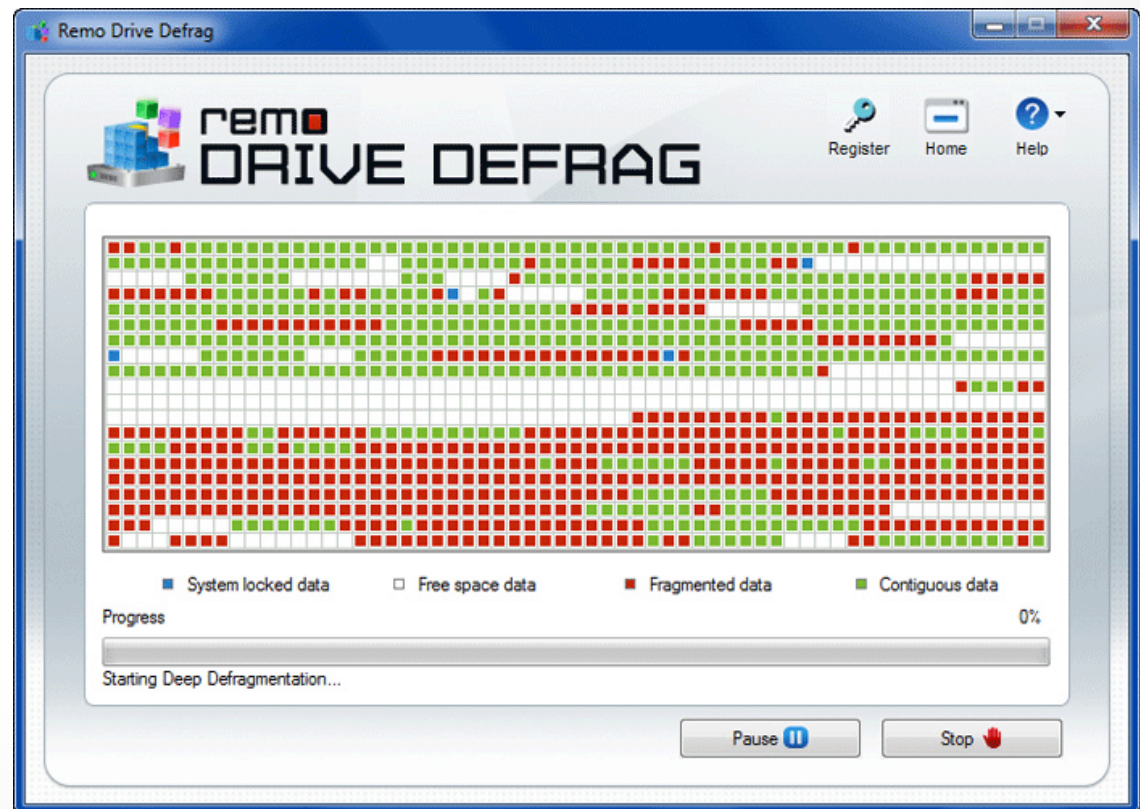 Remo Drive Defrag
remo
DRIVE DEFRAG
Register Home Help
System locked data Free space data Fragmented data Contiguous data
Progress 0%
Starting Deep Defragmentation...
Pause Stop